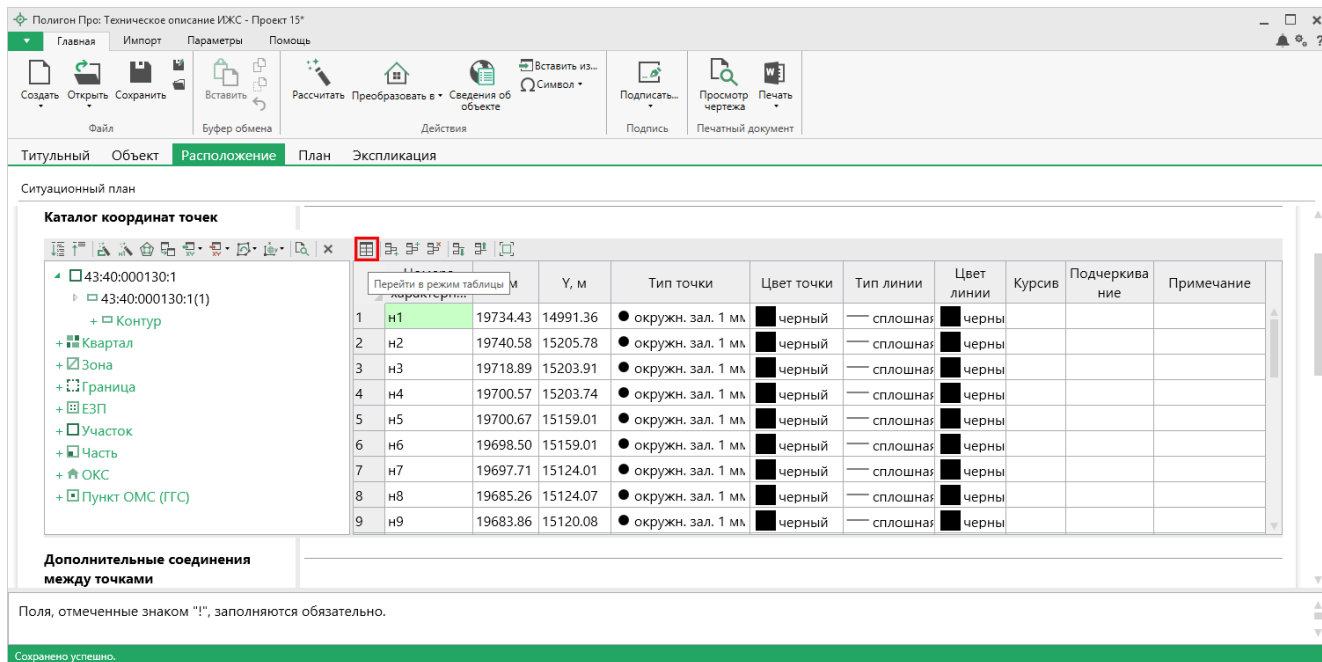 Полигон Про: Техническое описание ИЖС - Проект 15*
Главная Импорт Параметры Помощь
Создать Открыть Сохранить Вставить Рассчитать Преобразовать в Сведения об объекте Вставить из... Символ Подписать... Просмотр чертежа Печать
Файл Буфер обмена Действия Подпись Печатный документ
Титульный Объект Расположение План Экспликация
Ситуационный план
Каталог координат точек
Перейти в режим таблицы
характерн... м Y, м Тип точки Цвет точки Тип линии Цвет линии Курсив Подчеркива ние Примечание
43:40:000130:1
43:40:000130:1(1)
+ Контур
+ Квартал
+ Зона
+ Граница
+ ЕЗП
+ Участок
+ Часть
+ ОКС
+ Пункт ОМС (ГГС)
1 н1 19734.43 14991.36 окружн. зал. 1 мм черный сплошная черны
2 н2 19740.58 15205.78 окружн. зал. 1 мм черный сплошная черны
3 н3 19718.89 15203.91 окружн. зал. 1 мм черный сплошная черны
4 н4 19700.57 15203.74 окружн. зал. 1 мм черный сплошная черны
5 н5 19700.67 15159.01 окружн. зал. 1 мм черный сплошная черны
6 н6 19698.50 15159.01 окружн. зал. 1 мм черный сплошная черны
7 н7 19697.71 15124.01 окружн. зал. 1 мм черный сплошная черны
8 н8 19685.26 15124.07 окружн. зал. 1 мм черный сплошная черны
9 н9 19683.86 15120.08 окружн. зал. 1 мм черный сплошная черны
Дополнительные соединения
между точками
Поля, отмеченные знаком "!", заполняются обязательно.
Сохранено успешно.